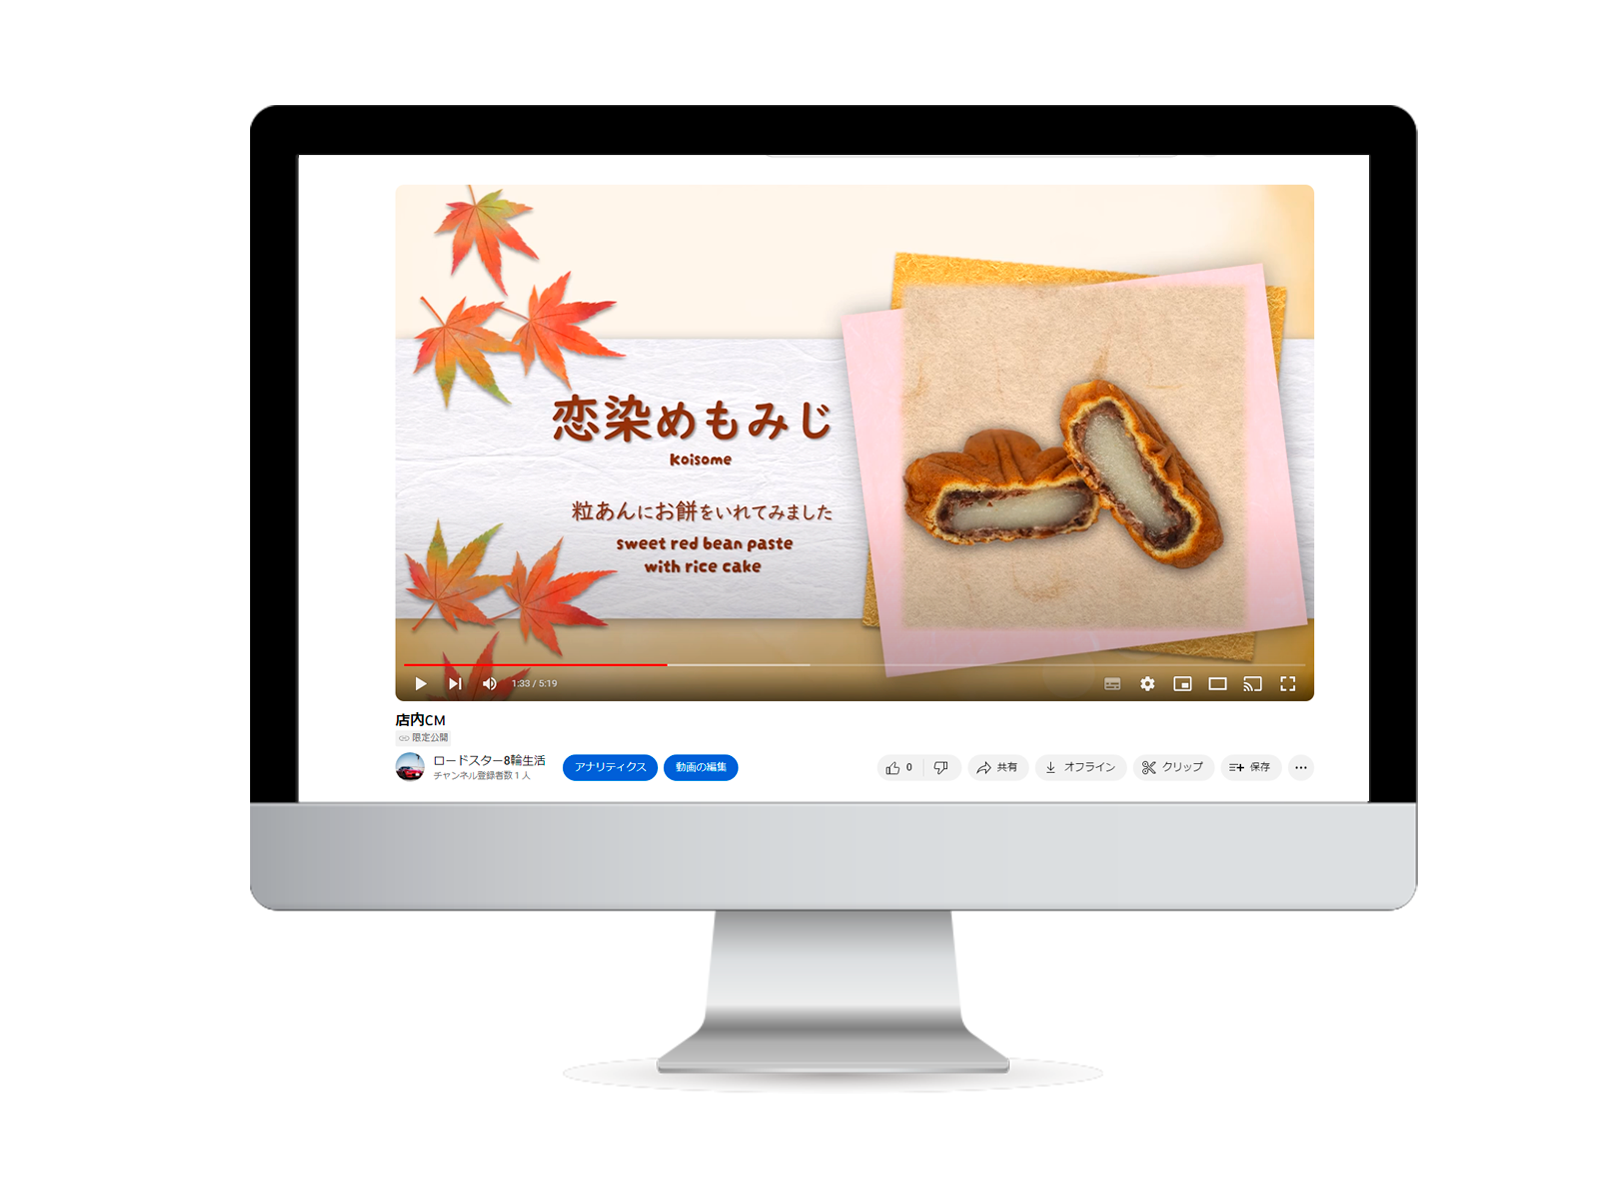 恋染めもみじ
Koisome
粒あんにお餅をいれてみました
sweet red bean paste
with rice cake
1:33 / 5:19
店内CM
限定公開
ロードスター8輪生活
チャンネル登録者数 1 人
アナリティクス
動画の編集
0
共有
オフライン
クリップ
保存